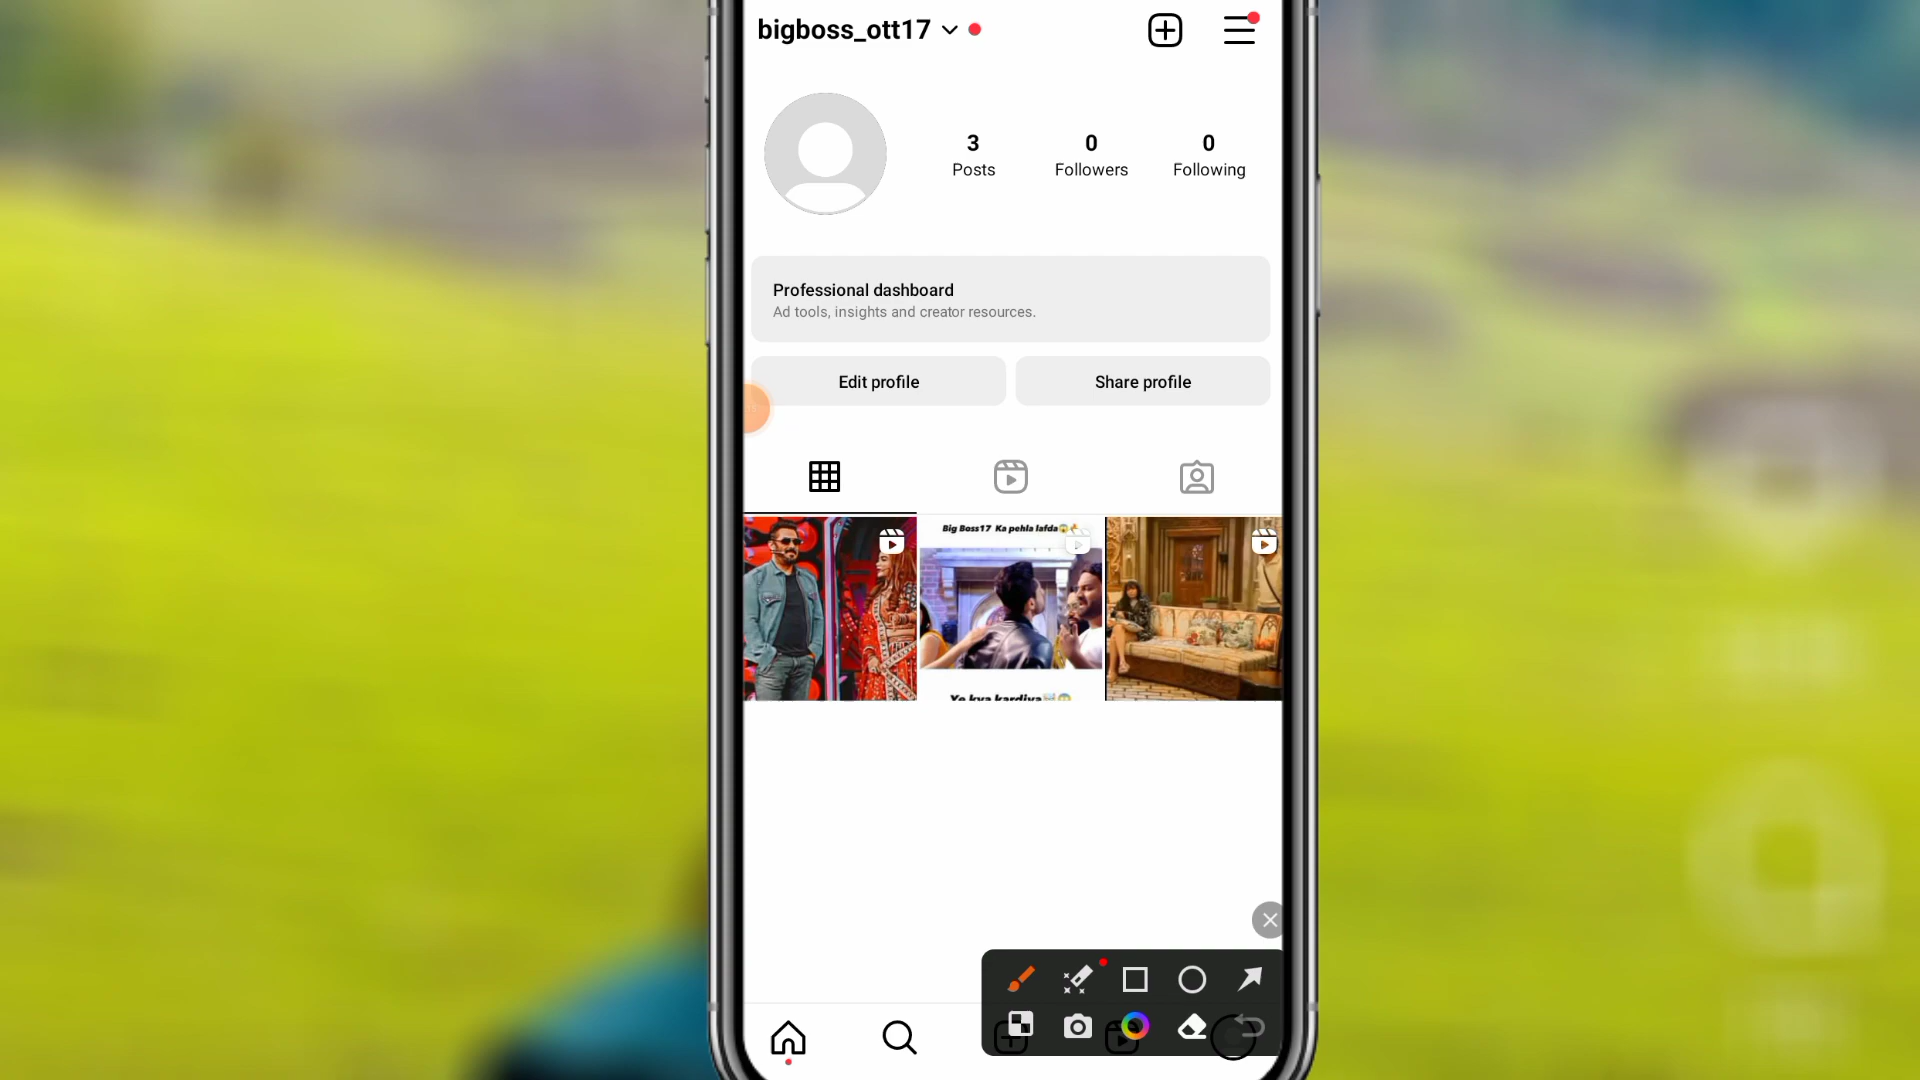 bigboss_ott17
3
Posts
0
Followers
0
Following
Professional dashboard
Ad tools, insights and creator resources.
Edit profile
Share profile
Big Boss17 Ka pehla lafda😱🔥
Ye kya kardiya